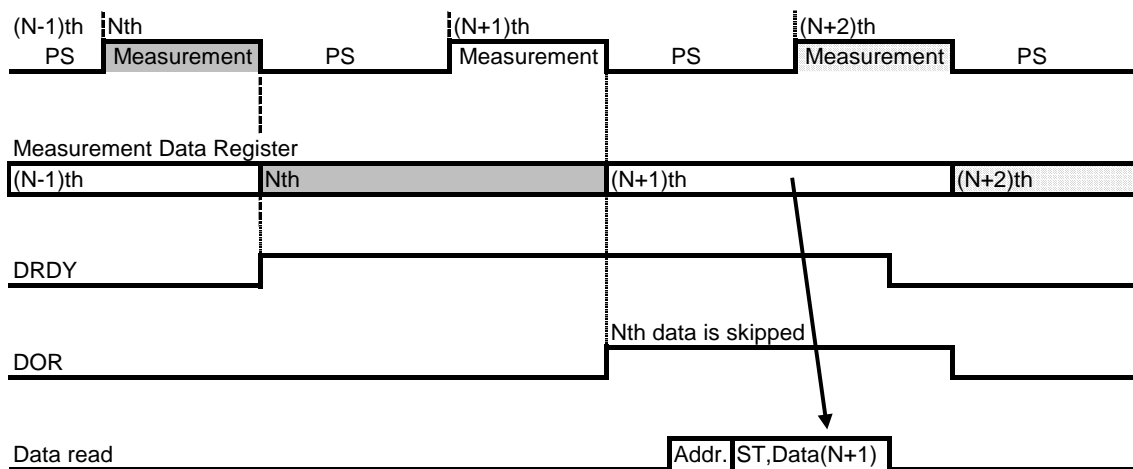 (N-1)th Nth (N+1)th (N+2)th
PS Measurement PS Measurement PS Measurement PS
Measurement Data Register
(N-1)th Nth (N+1)th (N+2)th
DRDY
Nth data is skipped
DOR
Data read Addr. ST,Data(N+1)